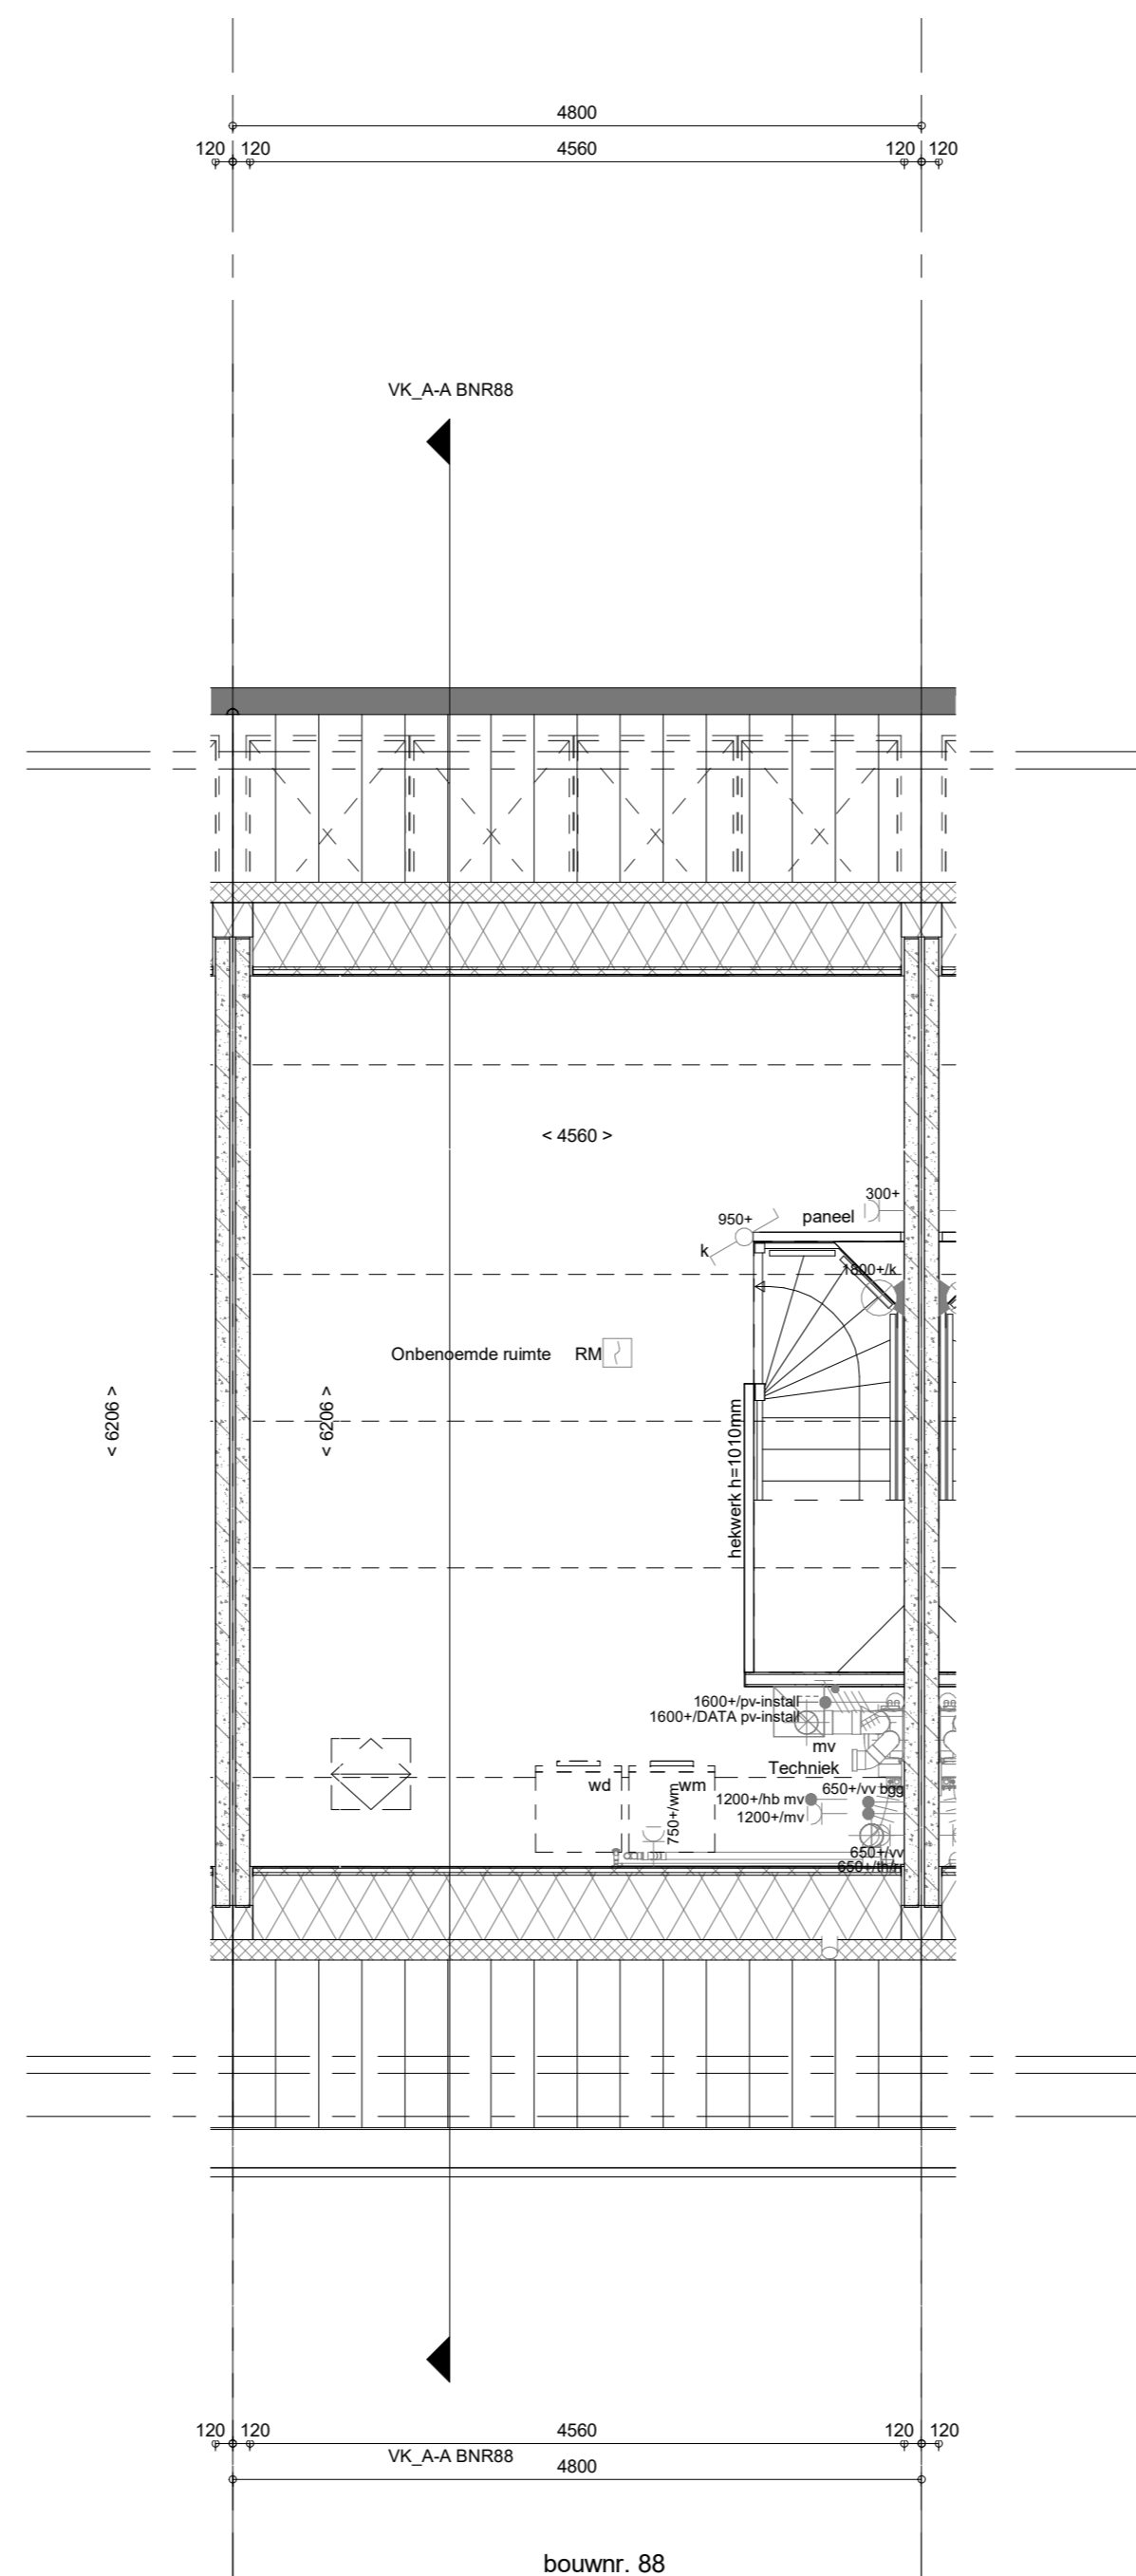 4800
120 120 4560 120 120
VK_A-A BNR88
< 4560 >
300+
950+ paneel
k
1800+/k
Onbenoemde ruimte RM
< 6206 >
< 6206 >
hekwerk h=1010mm
1600+/pv-install
1600+/DATA pv-install
mv
Techniek
wd wm 650+/vv bgg
750+/wm
1200+/hb mv
1200+/mv
650+/vv
120 120 4560 120 120
VK_A-A BNR88
4800
bouwnr. 88